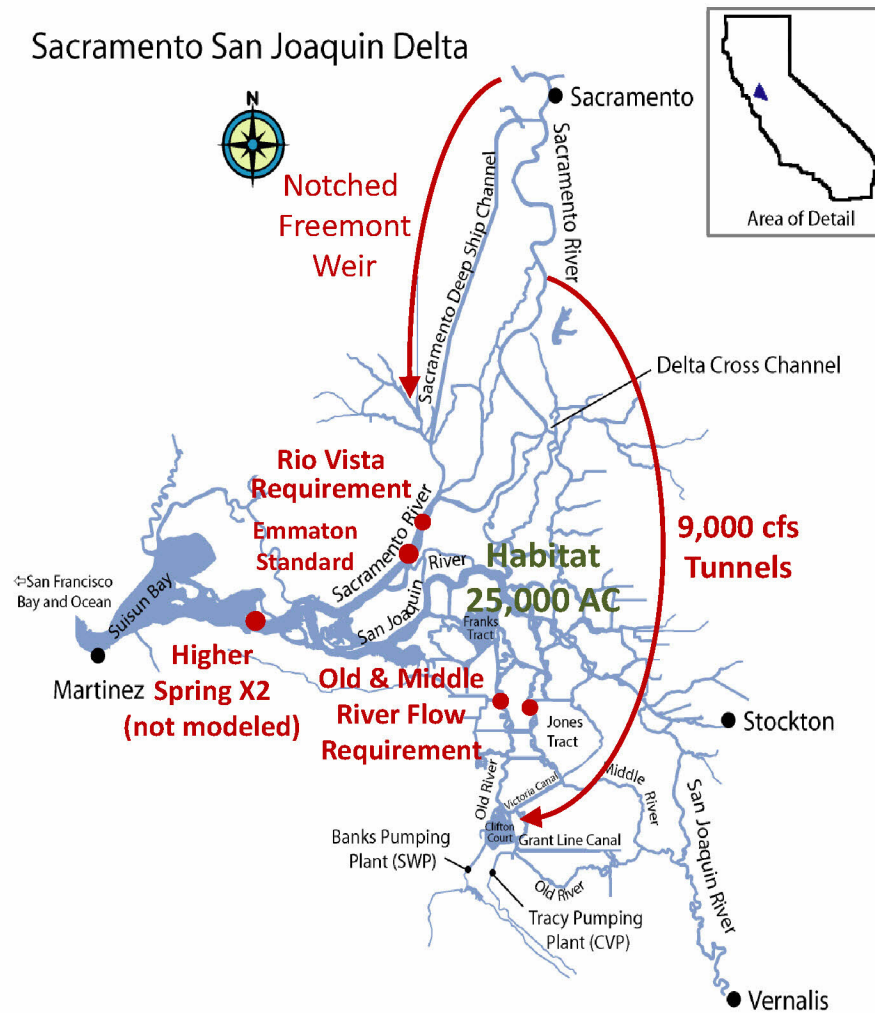 Sacramento San Joaquin Delta
N
Sacramento
Area of Detail
Notched
Freemont
Weir
Sacramento Deep Ship Channel
Sacramento River
Delta Cross Channel
Rio Vista
Requirement
Emmaton
Standard
Sacramento River
San Joaquin
River
Habitat
25,000 AC
9,000 cfs
Tunnels
⇦San Francisco
Bay and Ocean
Suisun Bay
Franks
Tract
Martinez
Higher
Spring X2
(not modeled)
Old & Middle
River Flow
Requirement
Jones
Tract
Stockton
Old River
Victoria Canal
Middle
River
San Joaquin River
Clifton
Court
Grant Line Canal
Banks Pumping
Plant (SWP)
Old River
Tracy Pumping
Plant (CVP)
Vernalis